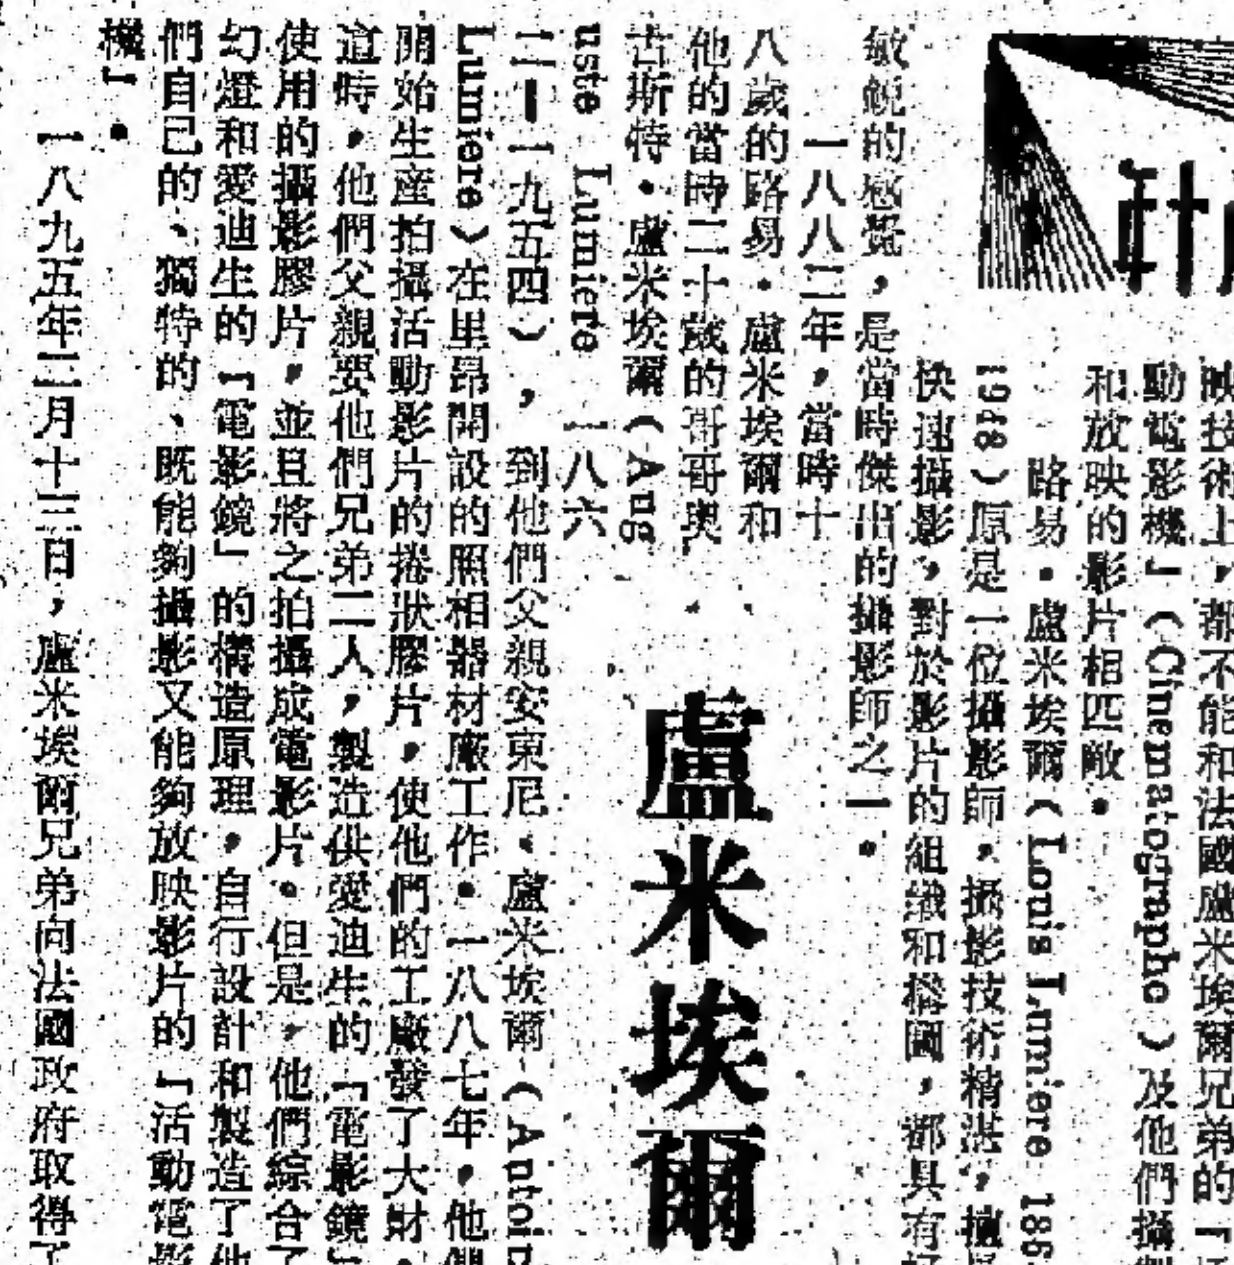 映技術上，都不能和法國盧米埃爾兄弟的「
動電影機」（Cinematographe）及他們攝
和放映的影片相匹敵。
路易・盧米埃爾（Louis Lumiere 186
1948）原是一位攝影師，攝影技術精湛，擅
快速攝影，對於影片的組織和構圖，都具有
敏銳的感覺，是當時傑出的攝影師之一。
盧米埃爾
一八八二年，當時十
八歲的路易・盧米埃爾和
他的當時二十歲的哥哥奧
古斯特・盧米埃爾（Aug
uste Lumiere 一八六
二—一九五四），到他們父親安東尼・盧米埃爾（Antoin
Lumiere）在里昂開設的照相器材廠工作。一八八七年，他們
開始生產拍攝活動影片的捲狀膠片，使他們的工廠發了大財。
這時，他們父親要他們兄弟二人，製造供愛迪生的「電影鏡」
使用的攝影膠片，並且將之拍攝成電影片。但是，他們綜合了
幻燈和愛迪生的「電影鏡」的構造原理，自行設計和製造了他
們自己的、獨特的、既能夠攝影又能夠放映影片的「活動電影
機」。
一八九五年二月十三日，盧米埃爾兄弟向法國政府取得了